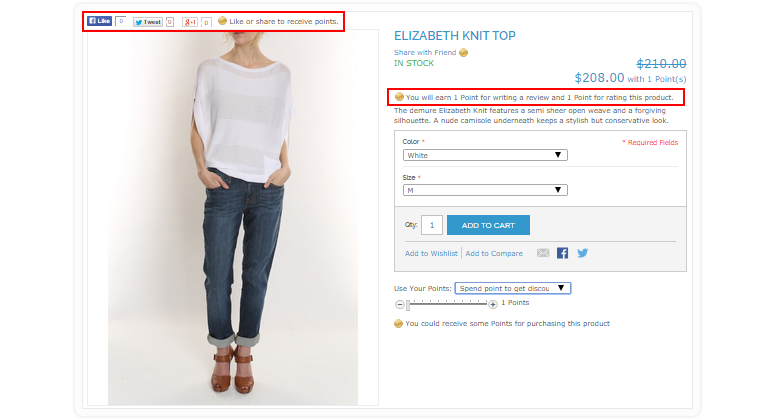 Like 0 Tweet 0 +1 0 Like or share to receive points.
ELIZABETH KNIT TOP
Share with Friend
IN STOCK
$210.00
$208.00 with 1 Point(s)
You will earn 1 Point for writing a review and 1 Point for rating this product.
The demure Elizabeth Knit features a semi sheer open weave and a forgiving
silhouette. A nude camisole underneath keeps a stylish but conservative look.
Color *
* Required Fields
White
Size *
M
Qty: 1 ADD TO CART
Add to Wishlist Add to Compare
Use Your Points: Spend point to get discou
1 Points
You could receive some Points for purchasing this product